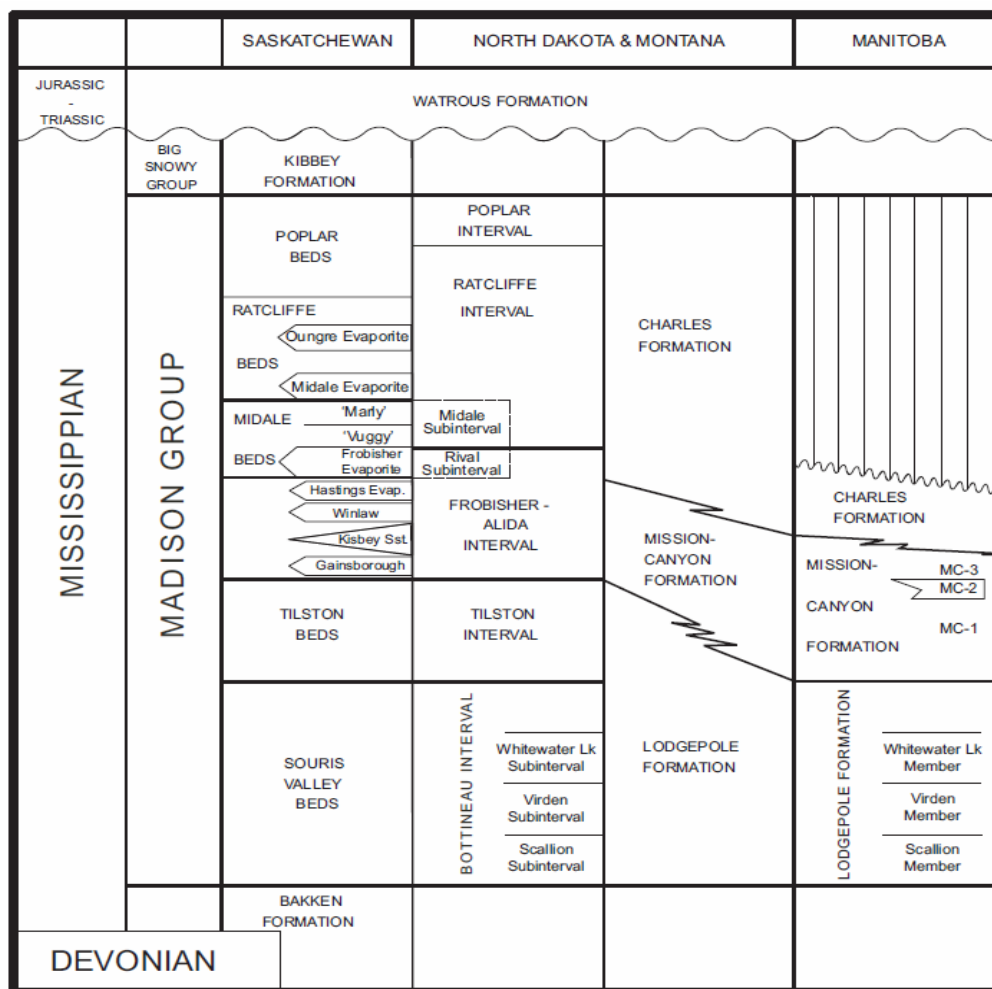 SASKATCHEWAN
NORTH DAKOTA & MONTANA
MANITOBA
JURASSIC
-
TRIASSIC
WATROUS FORMATION
MISSISSIPPIAN
BIG
SNOWY
GROUP
MADISON GROUP
KIBBEY
FORMATION
POPLAR
BEDS
RATCLIFFE
Oungre Evaporite
BEDS
Midale Evaporite
MIDALE
'Marly'
'Vuggy'
BEDS
Frobisher
Evaporite
Hastings Evap.
Winlaw
Kisbey Sst.
Gainsborough
TILSTON
BEDS
SOURIS
VALLEY
BEDS
BAKKEN
FORMATION
DEVONIAN
POPLAR
INTERVAL
RATCLIFFE
INTERVAL
Midale
Subinterval
Rival
Subinterval
FROBISHER -
ALIDA
INTERVAL
TILSTON
INTERVAL
BOTTINEAU INTERVAL
Whitewater Lk
Subinterval
Virden
Subinterval
Scallion
Subinterval
CHARLES
FORMATION
MISSION-
CANYON
FORMATION
LODGEPOLE
FORMATION
CHARLES
FORMATION
MISSION-
MC-3
MC-2
CANYON
MC-1
FORMATION
LODGEPOLE FORMATION
Whitewater Lk
Member
Virden
Member
Scallion
Member